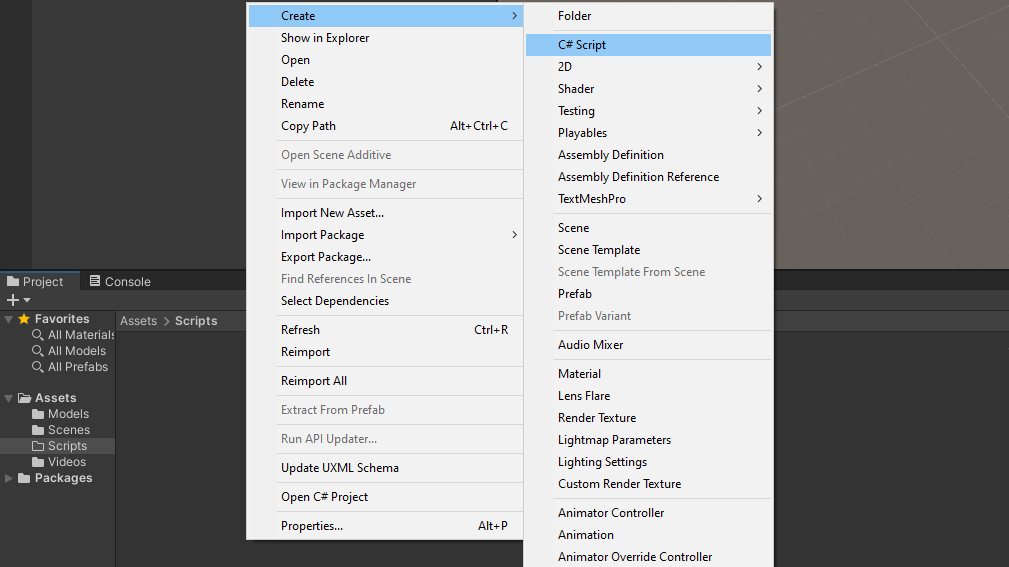 Create
Show in Explorer
Open
Delete
Rename
Copy Path Alt+Ctrl+C
Open Scene Additive
View in Package Manager
Import New Asset...
Import Package
Export Package...
Find References In Scene
Select Dependencies
Refresh Ctrl+R
Reimport
Reimport All
Extract From Prefab
Run API Updater...
Update UXML Schema
Open C# Project
Properties... Alt+P
Folder
C# Script
2D
Shader
Testing
Playables
Assembly Definition
Assembly Definition Reference
TextMeshPro
Scene
Scene Template
Scene Template From Scene
Prefab
Prefab Variant
Audio Mixer
Material
Lens Flare
Render Texture
Lightmap Parameters
Lighting Settings
Custom Render Texture
Animator Controller
Animation
Animator Override Controller
Project Console
Favorites
All Materials
All Models
All Prefabs
Assets
Models
Scenes
Scripts
Videos
Packages
Assets > Scripts